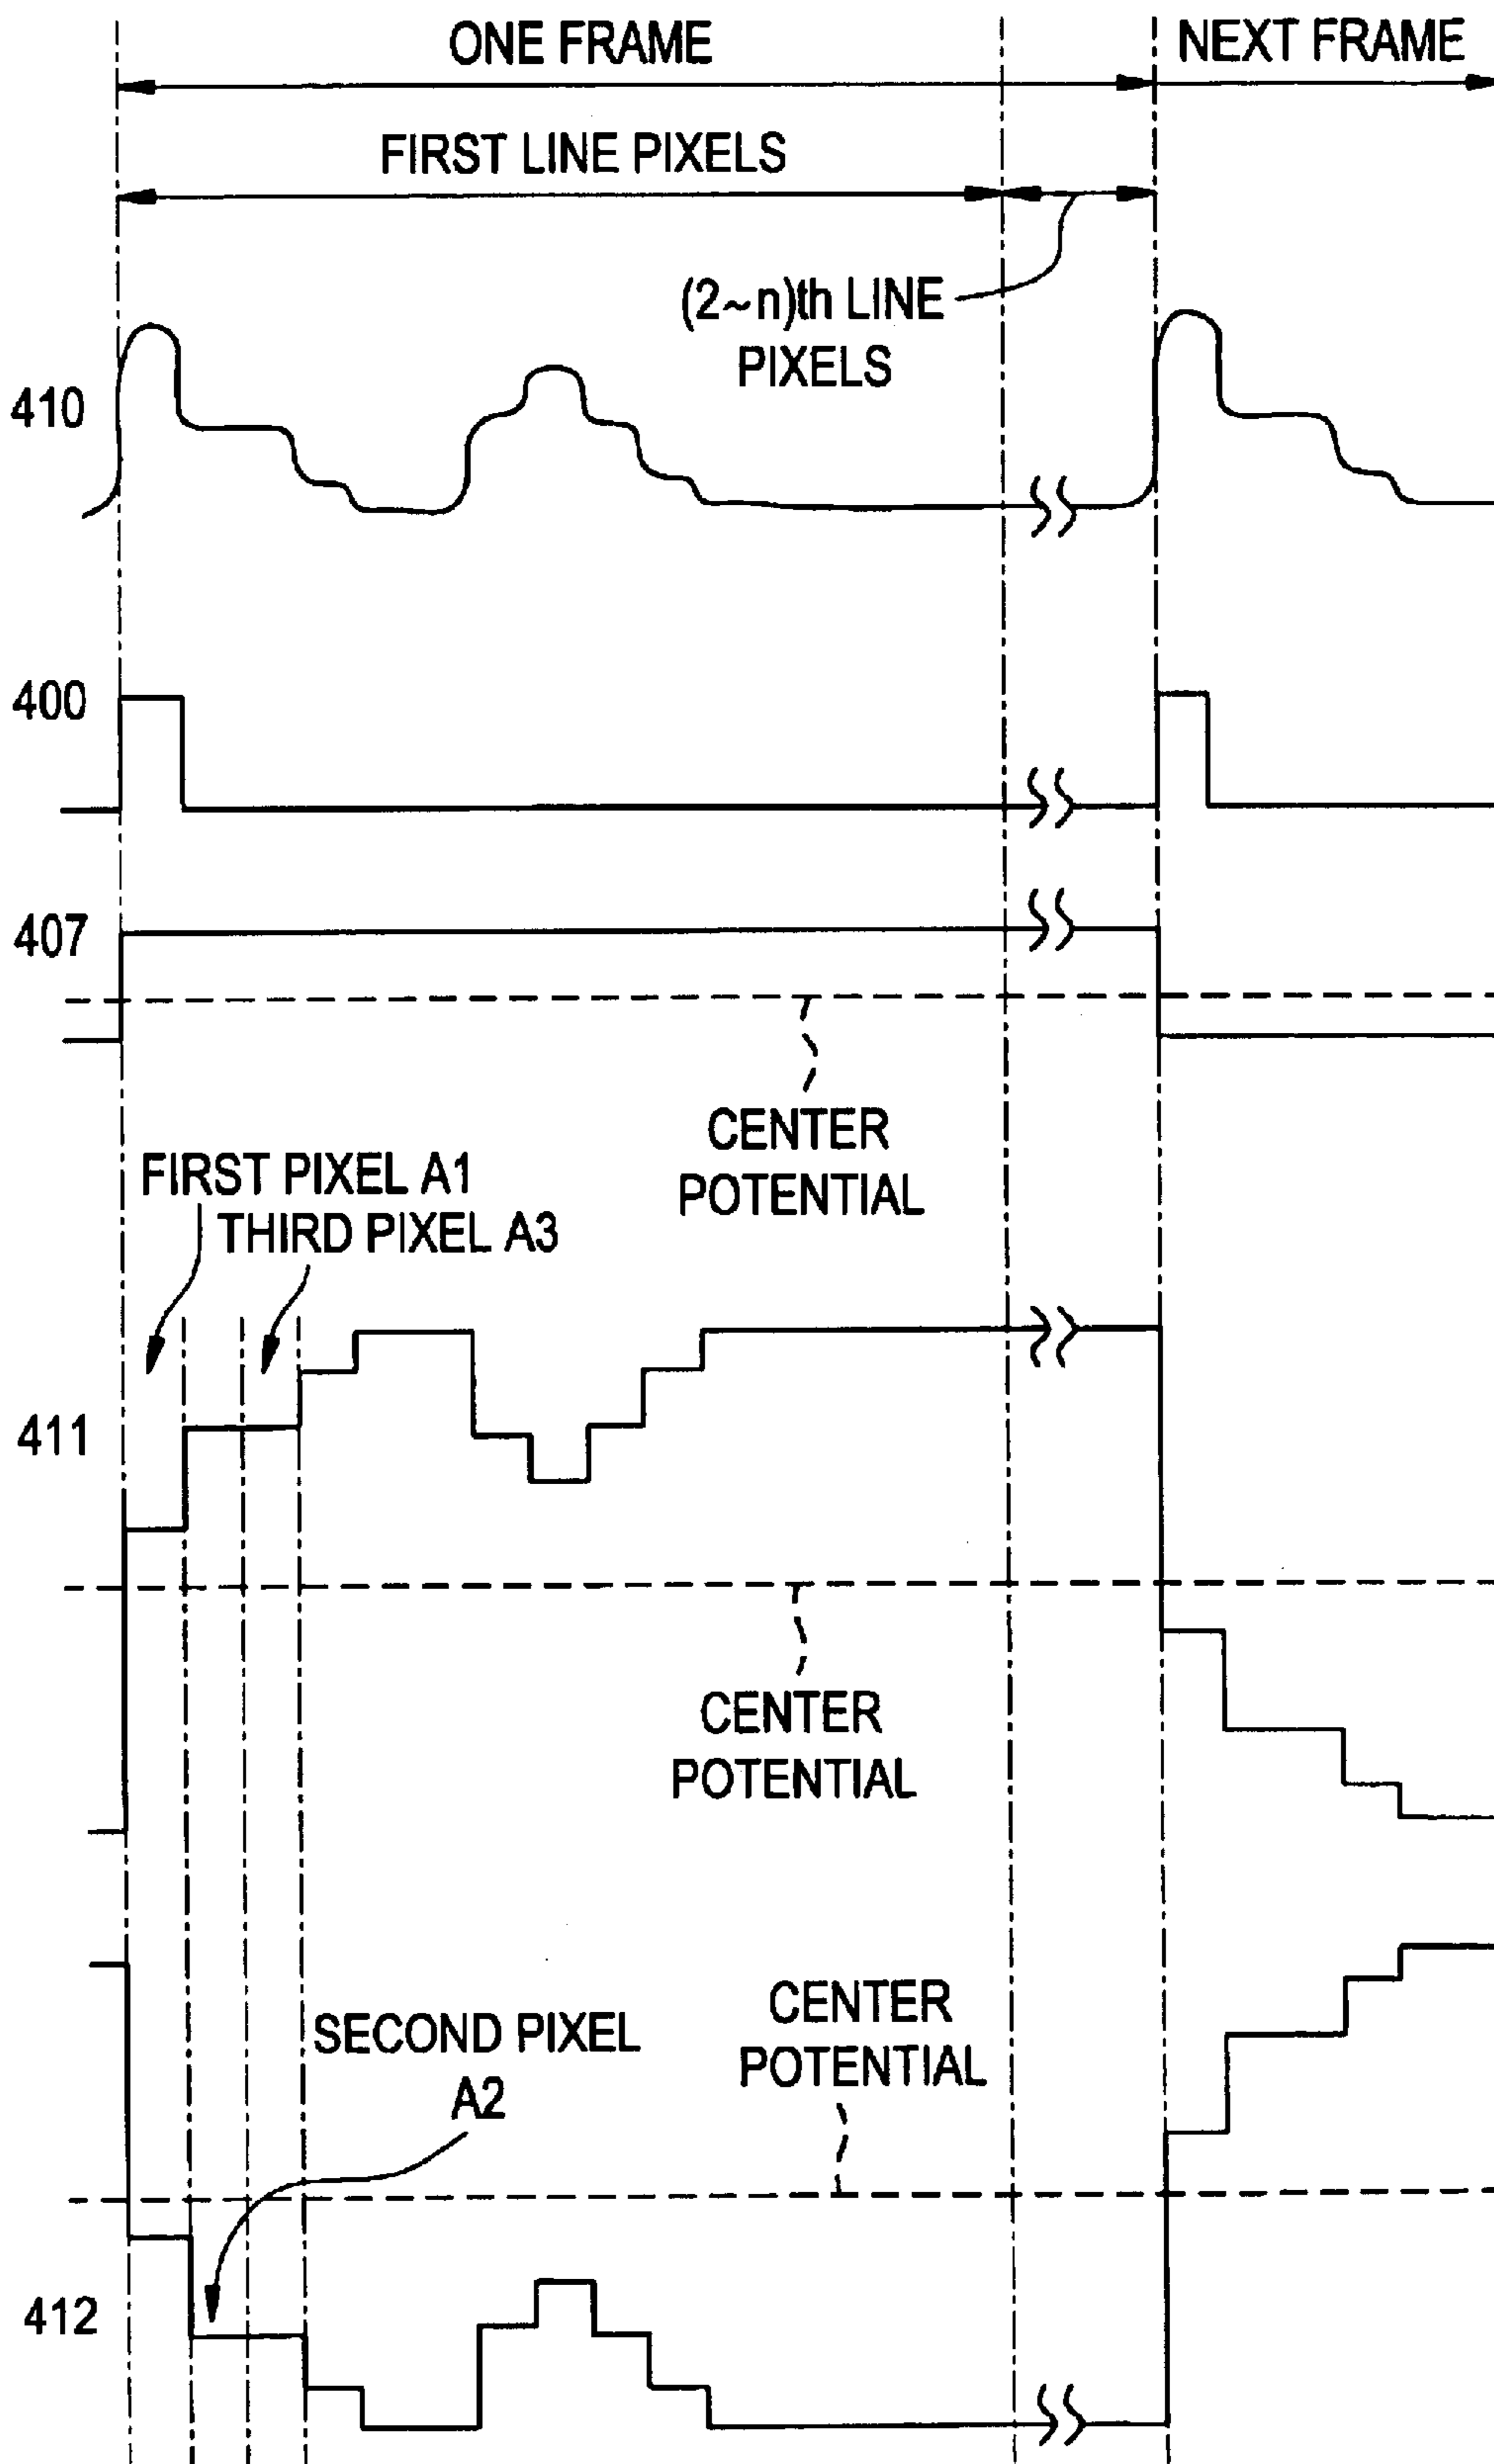 ONE FRAME
NEXT FRAME
FIRST LINE PIXELS
(2~n)th LINE
PIXELS
410
400
407
CENTER
POTENTIAL
FIRST PIXEL A1
THIRD PIXEL A3
411
CENTER
POTENTIAL
CENTER
POTENTIAL
SECOND PIXEL
A2
412